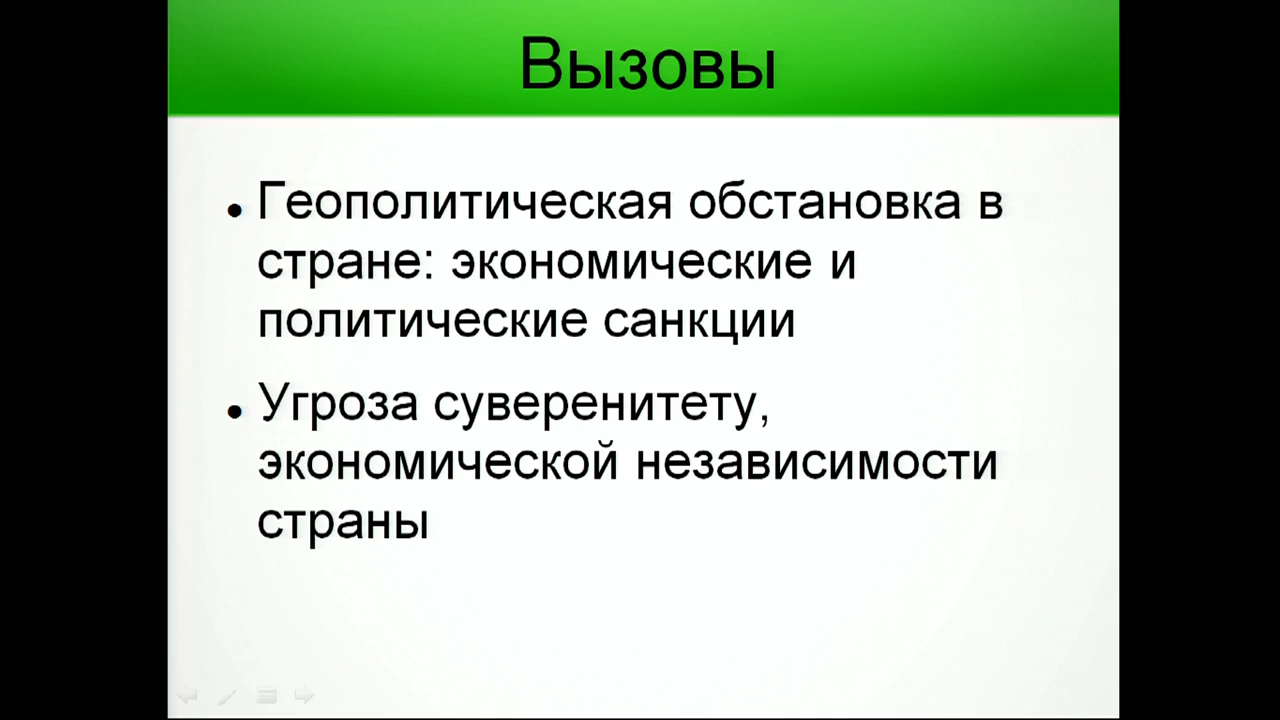 Вызовы
Геополитическая обстановка в
стране: экономические и
политические санкции
Угроза суверенитету,
экономической независимости
страны